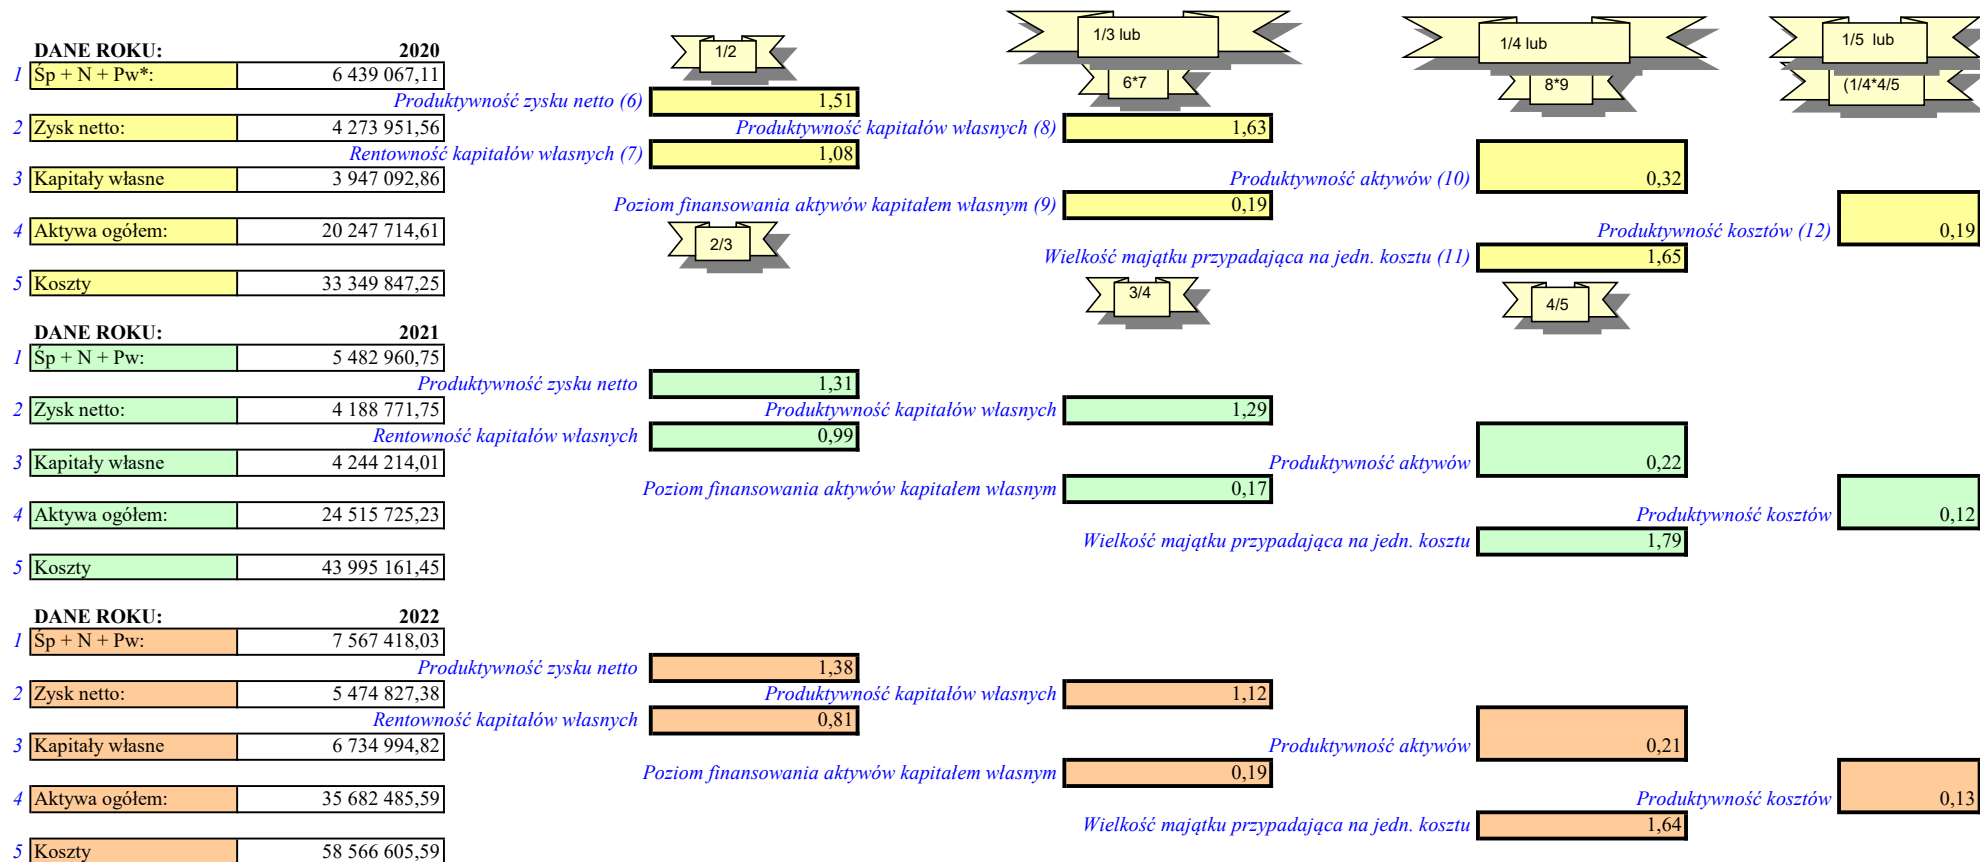 DANE ROKU: 2020
1/2
1/3 lub
1/4 lub
1/5 lub
1 Śp + N + Pw*: 6 439 067,11
6*7
8*9
(1/4*4/5
Produktywność zysku netto (6) 1,51
2 Zysk netto: 4 273 951,56
Produktywność kapitałów własnych (8) 1,63
Rentowność kapitałów własnych (7) 1,08
3 Kapitały własne 3 947 092,86
Produktywność aktywów (10) 0,32
Poziom finansowania aktywów kapitałem własnym (9) 0,19
4 Aktywa ogółem: 20 247 714,61
2/3
Produktywność kosztów (12) 0,19
Wielkość majątku przypadająca na jedn. kosztu (11) 1,65
5 Koszty 33 349 847,25
3/4
4/5
DANE ROKU: 2021
1 Śp + N + Pw: 5 482 960,75
Produktywność zysku netto 1,31
2 Zysk netto: 4 188 771,75
Produktywność kapitałów własnych 1,29
Rentowność kapitałów własnych 0,99
3 Kapitały własne 4 244 214,01
Produktywność aktywów 0,22
Poziom finansowania aktywów kapitałem własnym 0,17
4 Aktywa ogółem: 24 515 725,23
Produktywność kosztów 0,12
Wielkość majątku przypadająca na jedn. kosztu 1,79
5 Koszty 43 995 161,45
DANE ROKU: 2022
1 Śp + N + Pw: 7 567 418,03
Produktywność zysku netto 1,38
2 Zysk netto: 5 474 827,38
Produktywność kapitałów własnych 1,12
Rentowność kapitałów własnych 0,81
3 Kapitały własne 6 734 994,82
Produktywność aktywów 0,21
Poziom finansowania aktywów kapitałem własnym 0,19
4 Aktywa ogółem: 35 682 485,59
Produktywność kosztów 0,13
Wielkość majątku przypadająca na jedn. kosztu 1,64
5 Koszty 58 566 605,59